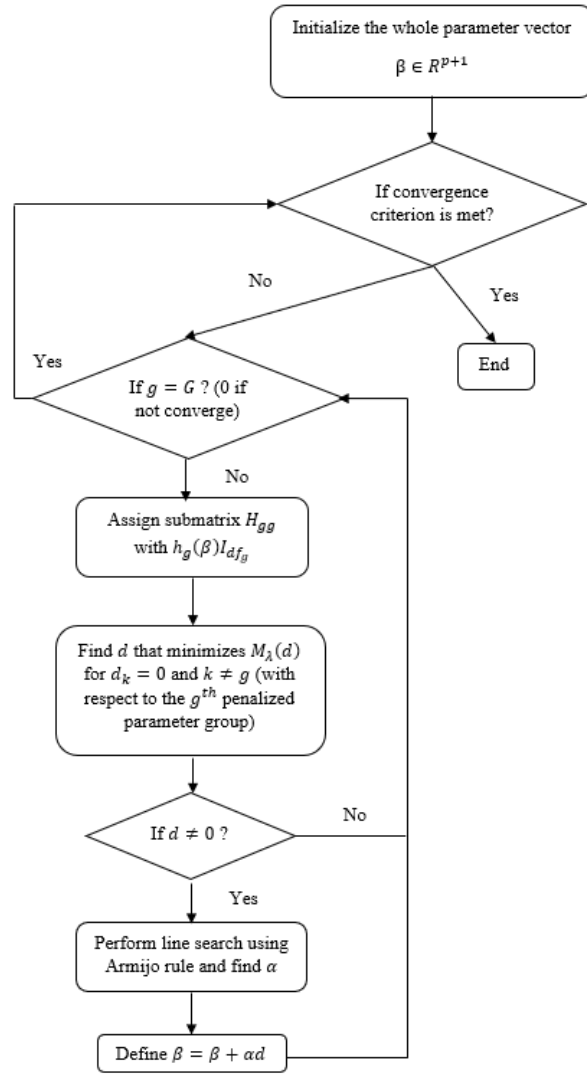 Initialize the whole parameter vector
β ∈ R^{p+1}
If convergence
criterion is met?
No
Yes
End
Yes
If g = G ? (0 if
not converge)
No
Assign submatrix H_{gg}
with h_g(β)I_{df_g}
Find d that minimizes M_λ(d)
for d_k = 0 and k ≠ g (with
respect to the g^{th} penalized
parameter group)
If d ≠ 0 ?
No
Yes
Perform line search using
Armijo rule and find α
Define β = β + αd